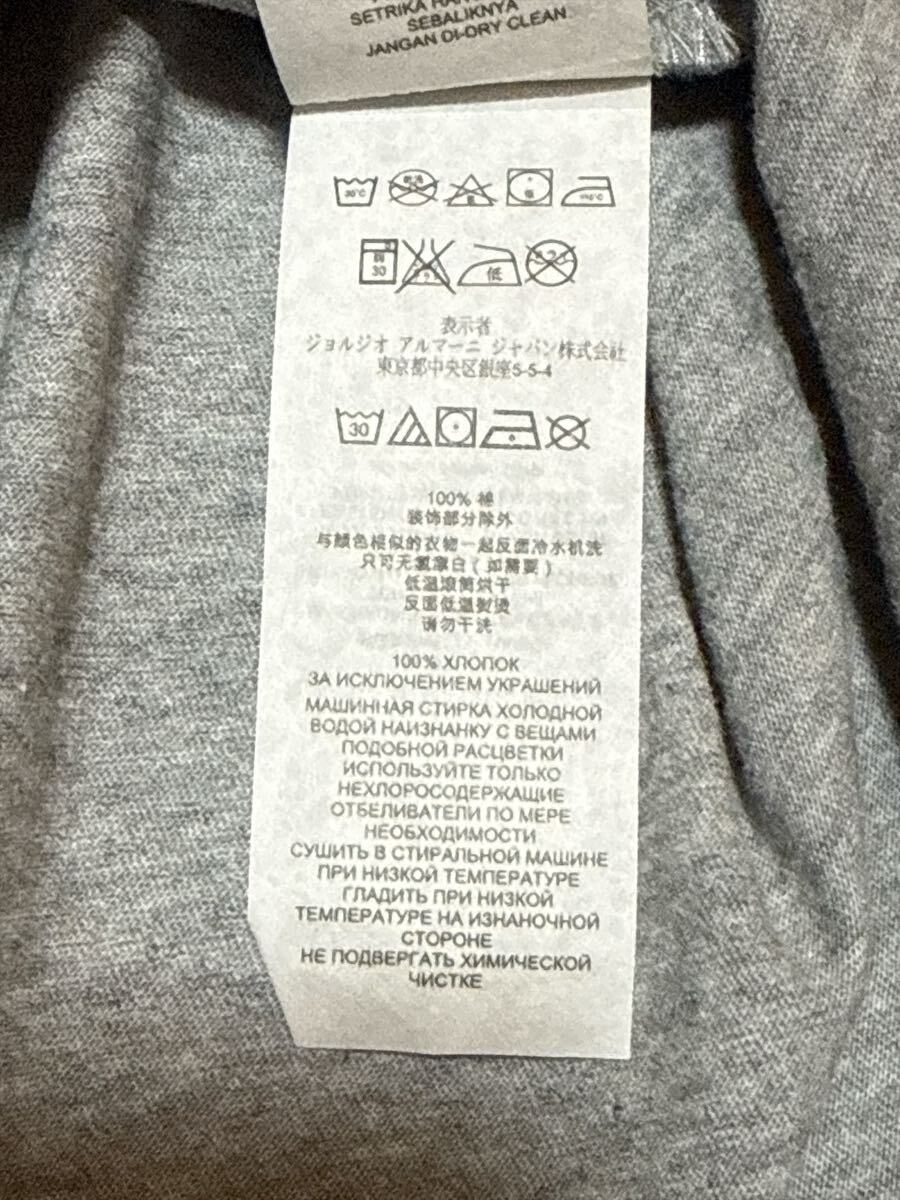 SETRIKA
SEBALIKNYA
JANGAN DI-DRY CLEAN
30°C
30
低
表示者
ジョルジオ アルマーニ ジャパン株式会社
東京都中央区銀座5-5-4
30
100% 棉
装饰部分除外
与颜色相似的衣物一起反面冷水机洗
只可无氯漂白（如需要）
低温滚筒烘干
反面低温熨烫
请勿干洗
100% ХЛОПОК
ЗА ИСКЛЮЧЕНИЕМ УКРАШЕНИЙ
МАШИННАЯ СТИРКА ХОЛОДНОЙ
ВОДОЙ НАИЗНАНКУ С ВЕЩАМИ
ПОДОБНОЙ РАСЦВЕТКИ
ИСПОЛЬЗУЙТЕ ТОЛЬКО
НЕХЛОРОСОДЕРЖАЩИЕ
ОТБЕЛИВАТЕЛИ ПО МЕРЕ
НЕОБХОДИМОСТИ
СУШИТЬ В СТИРАЛЬНОЙ МАШИНЕ
ПРИ НИЗКОЙ ТЕМПЕРАТУРЕ
ГЛАДИТЬ ПРИ НИЗКОЙ
ТЕМПЕРАТУРЕ НА ИЗНАНОЧНОЙ
СТОРОНЕ
НЕ ПОДВЕРГАТЬ ХИМИЧЕСКОЙ
ЧИСТКЕ